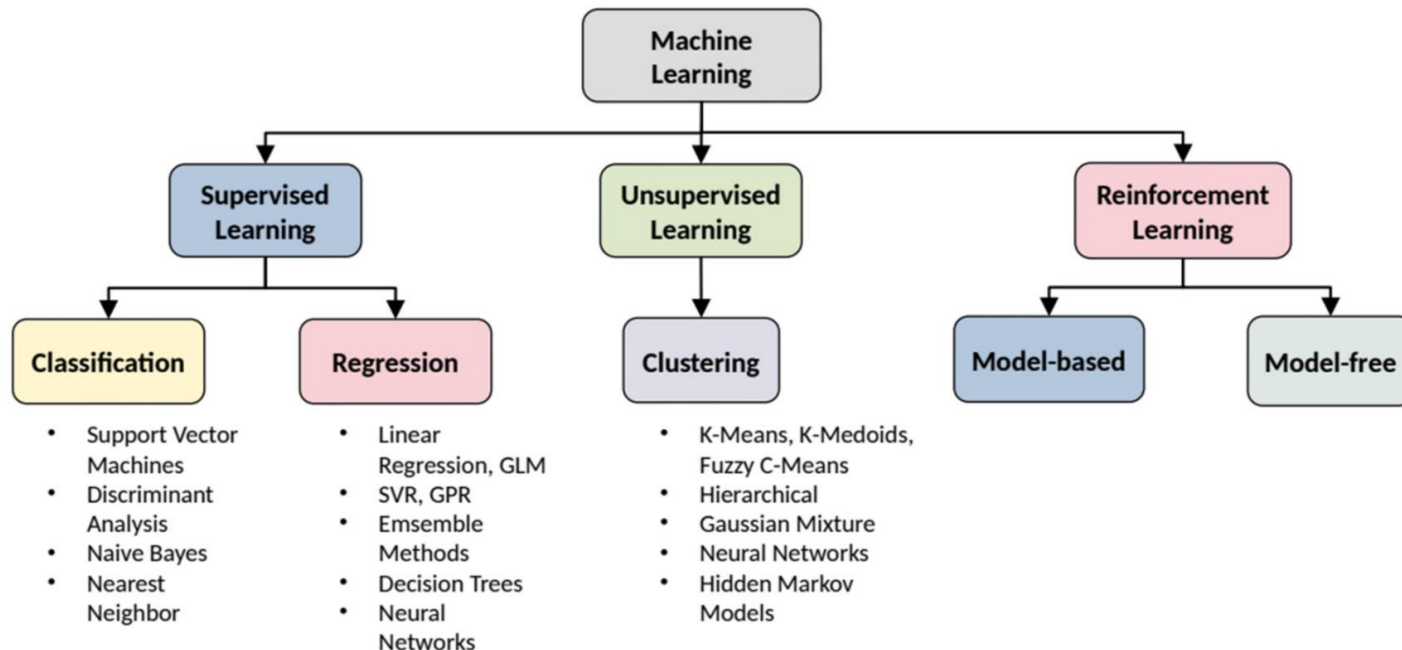 Machine
Learning
Supervised
Learning
Unsupervised
Learning
Reinforcement
Learning
Classification
Regression
Clustering
Model-based
Model-free
• Support Vector
Machines
• Discriminant
Analysis
• Naive Bayes
• Nearest
Neighbor
• Linear
Regression, GLM
• SVR, GPR
• Emsemble
Methods
• Decision Trees
• Neural
Networks
• K-Means, K-Medoids,
Fuzzy C-Means
• Hierarchical
• Gaussian Mixture
• Neural Networks
• Hidden Markov
Models